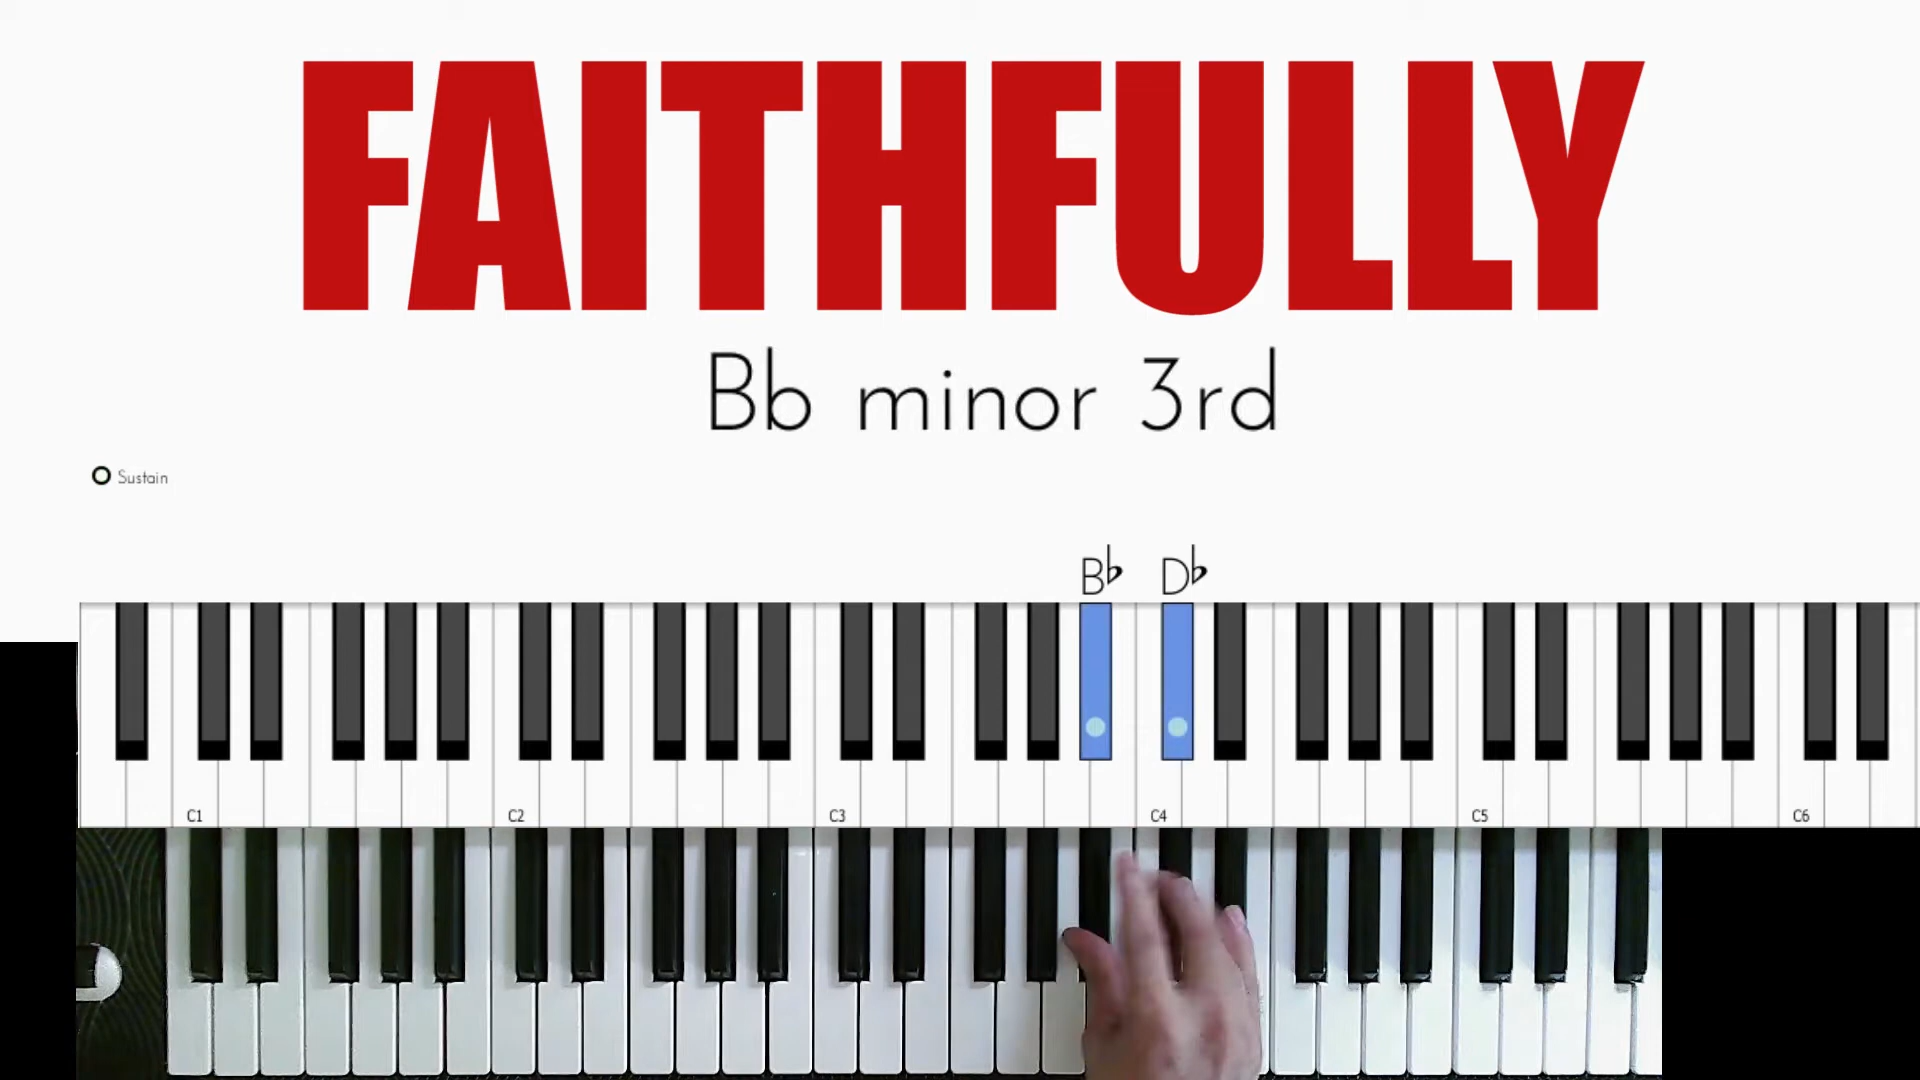 FAITHFULLY
Bb minor 3rd
Sustain
B♭ D♭
C1 C2 C3 C4 C5 C6